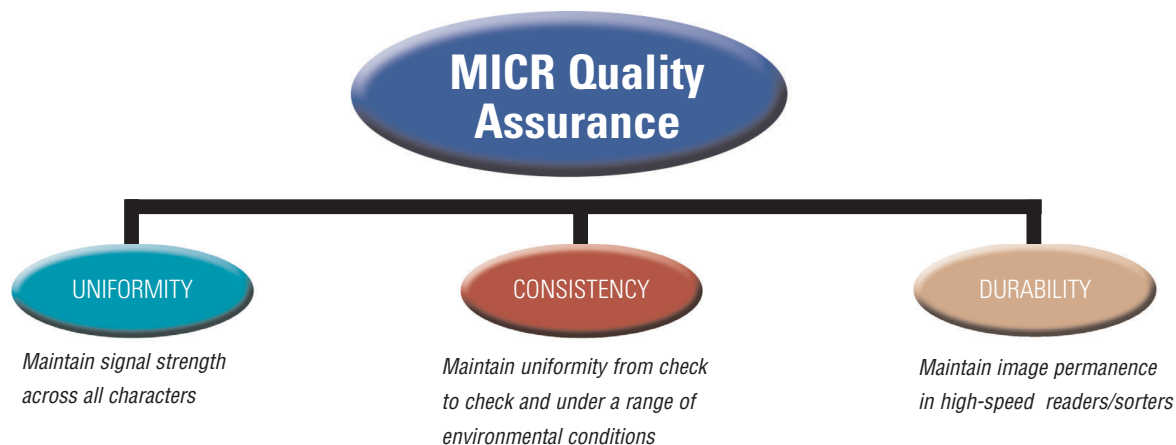 MICR Quality
Assurance
UNIFORMITY
Maintain signal strength
across all characters
CONSISTENCY
Maintain uniformity from check
to check and under a range of
environmental conditions
DURABILITY
Maintain image permanence
in high-speed readers/sorters